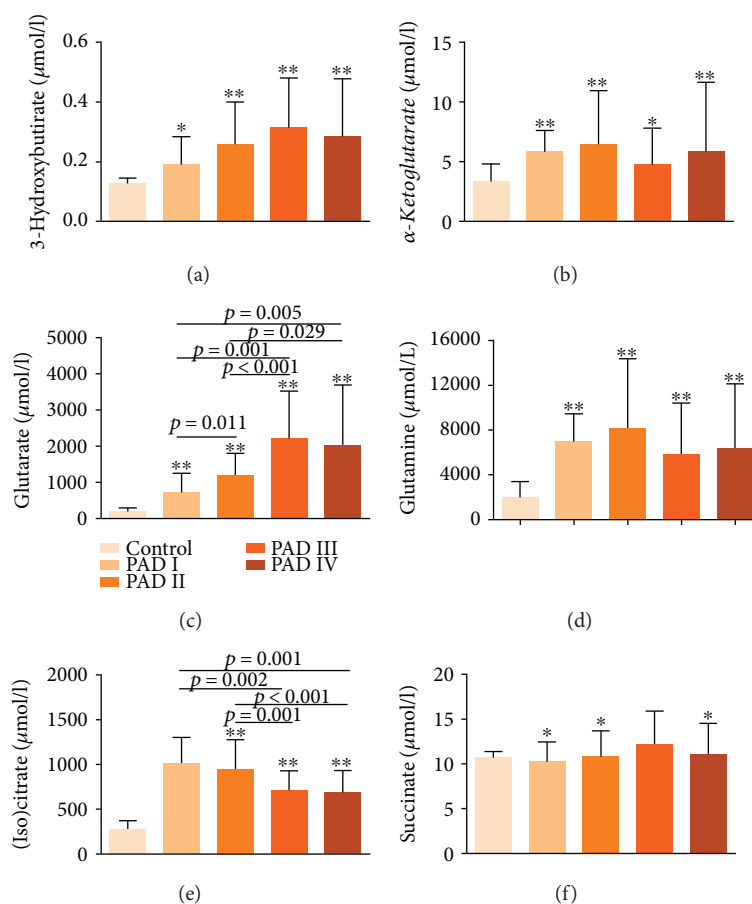 3-Hydroxybutirate (μmol/l)
0.6
0.4
0.2
0.0
*
**
**
**
(a)
α-Ketoglutarate (μmol/l)
15
10
5
0
**
**
*
**
(b)
Glutarate (μmol/l)
5000
4000
3000
2000
1000
0
p = 0.005
p = 0.029
p = 0.001
p < 0.001
p = 0.011
**
**
**
**
Control
PAD I
PAD II
PAD III
PAD IV
(c)
Glutamine (μmol/L)
16000
12000
8000
4000
0
**
**
**
**
(d)
(Iso)citrate (μmol/l)
2000
1500
1000
500
0
p = 0.001
p = 0.002
p < 0.001
p = 0.001
**
**
**
(e)
Succinate (μmol/l)
20
15
10
5
0
*
*
*
(f)